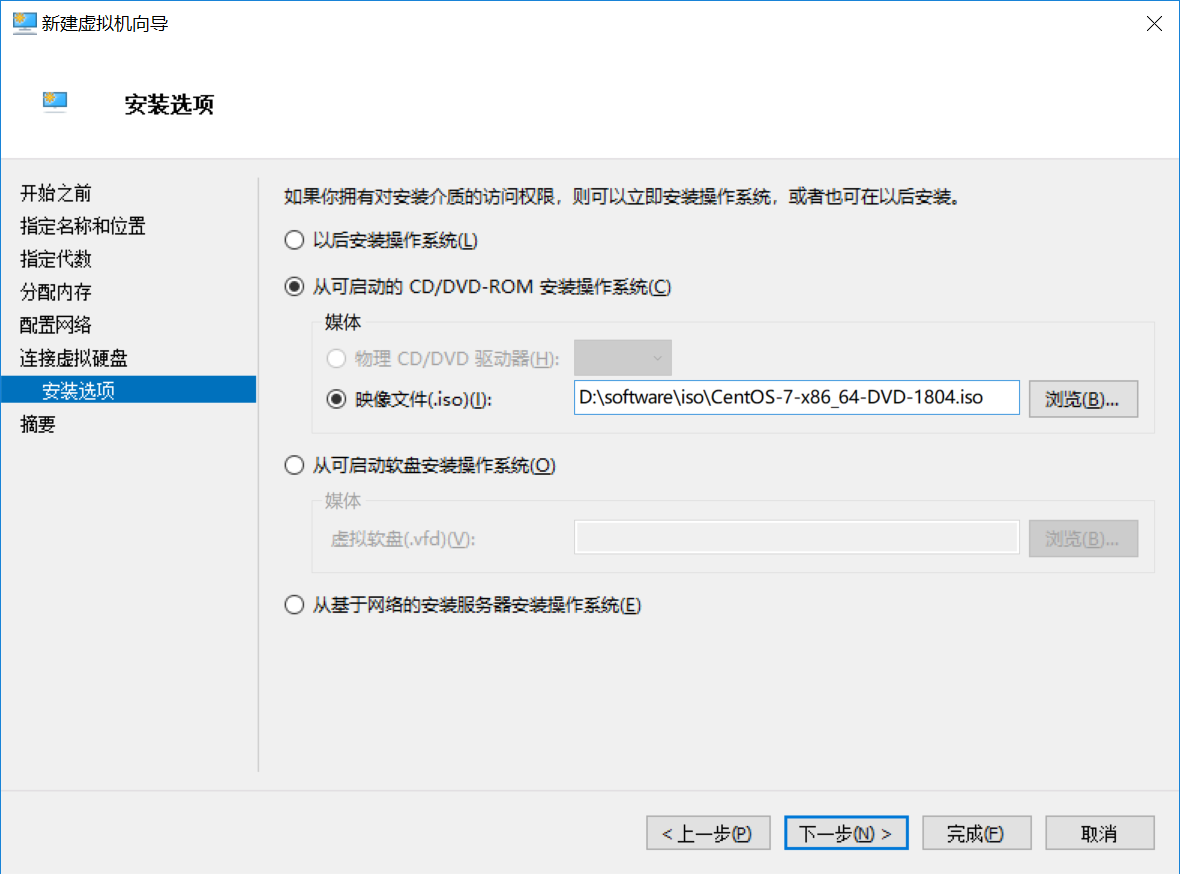 新建虚拟机向导
安装选项
开始之前
指定名称和位置
指定代数
分配内存
配置网络
连接虚拟硬盘
安装选项
摘要
如果你拥有对安装介质的访问权限，则可以立即安装操作系统，或者也可在以后安装。
以后安装操作系统(L)
从可启动的 CD/DVD-ROM 安装操作系统(C)
媒体
物理 CD/DVD 驱动器(H):
映像文件(.iso)(I):
D:\software\iso\CentOS-7-x86_64-DVD-1804.iso
浏览(B)...
从可启动软盘安装操作系统(O)
媒体
虚拟软盘(.vfd)(V):
浏览(B)...
从基于网络的安装服务器安装操作系统(E)
< 上一步(P)
下一步(N) >
完成(F)
取消